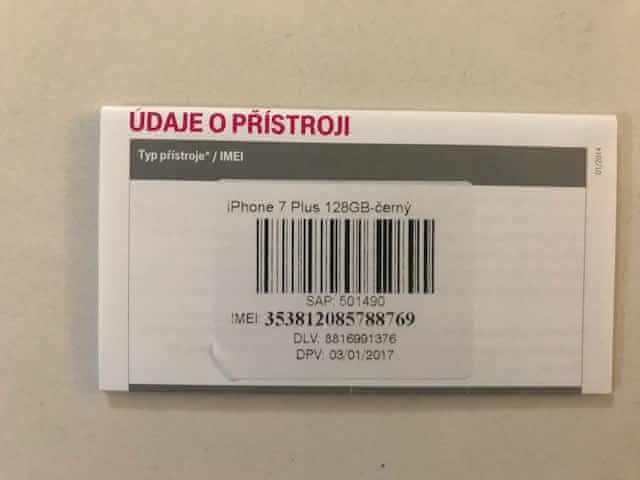 ÚDAJE O PŘÍSTROJI
Typ přístroje* / IMEI
01/2014
iPhone 7 Plus 128GB-černý
SAP: 501490
IMEI: 353812085788769
DLV: 8816991376
DPV: 03/01/2017